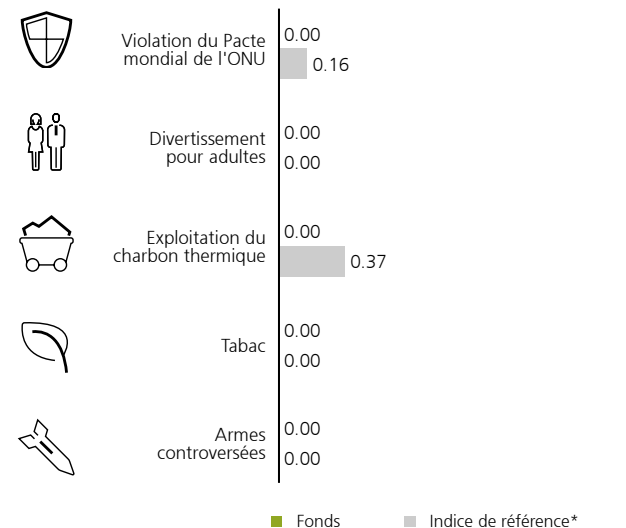 Violation du Pacte
mondial de l'ONU
0.00
0.16
Divertissement
pour adultes
0.00
0.00
Exploitation du
charbon thermique
0.00
0.37
Tabac
0.00
0.00
Armes
controversées
0.00
0.00
Fonds
Indice de référence*